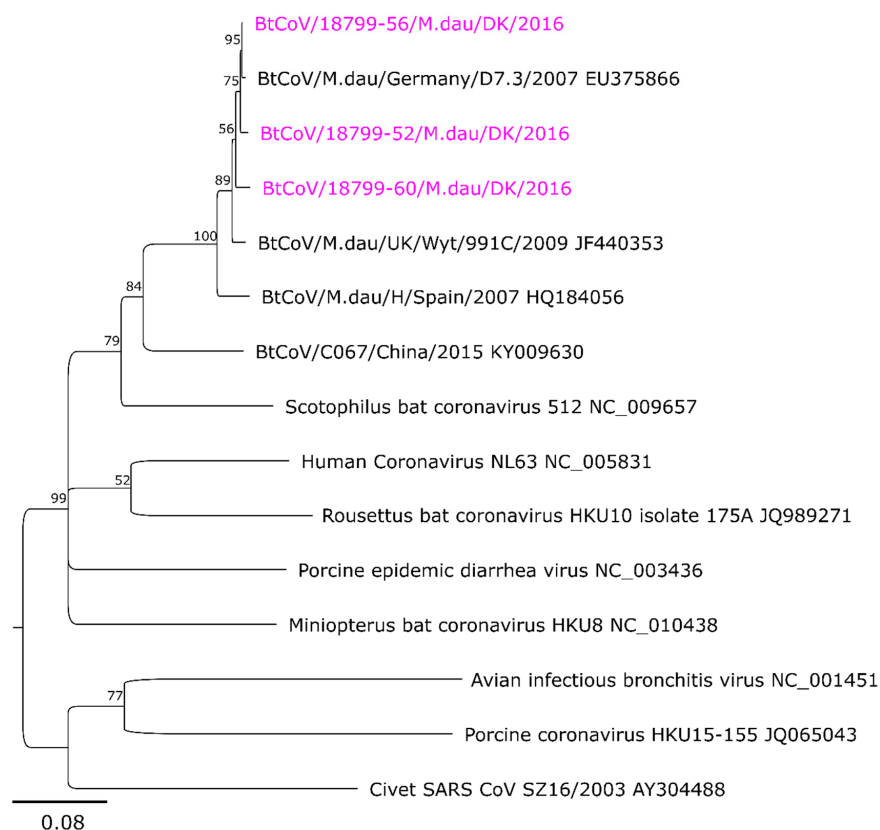 BtCoV/18799-56/M.dau/DK/2016
95
BtCoV/M.dau/Germany/D7.3/2007 EU375866
75
BtCoV/18799-52/M.dau/DK/2016
56
BtCoV/18799-60/M.dau/DK/2016
89
BtCoV/M.dau/UK/Wyt/991C/2009 JF440353
100
BtCoV/M.dau/H/Spain/2007 HQ184056
84
BtCoV/C067/China/2015 KY009630
79
Scotophilus bat coronavirus 512 NC_009657
Human Coronavirus NL63 NC_005831
52
99
Rousettus bat coronavirus HKU10 isolate 175A JQ989271
Porcine epidemic diarrhea virus NC_003436
Miniopterus bat coronavirus HKU8 NC_010438
Avian infectious bronchitis virus NC_001451
77
Porcine coronavirus HKU15-155 JQ065043
Civet SARS CoV SZ16/2003 AY304488
0.08